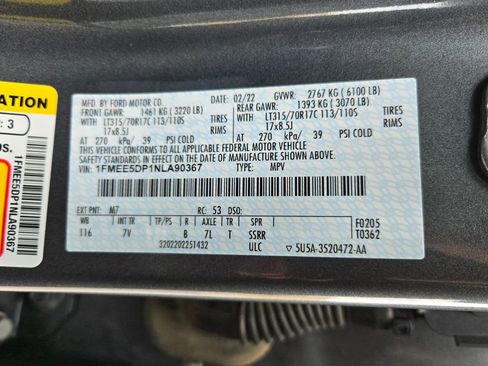 ATION
: 3
DS.
1FMEE5DP1NLA90367
MFD. BY FORD MOTOR CO.
DATE: 02/22 GVWR: 2767 KG ( 6100 LB)
FRONT GAWR: 1461 KG ( 3220 LB)
REAR GAWR: 1393 KG ( 3070 LB)
WITH LT315/70R17C 113/110S
17x8.5J
WITH LT315/70R17C 113/110S
17x8.5J
AT 270 kPa/ 39 PSI COLD
AT 270 kPa/ 39 PSI COLD
THIS VEHICLE CONFORMS TO ALL APPLICABLE FEDERAL MOTOR VEHICLE SAFETY AND BUMPER STANDARDS IN EFFECT ON THE DATE OF MANUFACTURE SHOWN ABOVE.
VIN: 1FMEE5DP1NLA90367 TYPE: MPV
EXT PNT: M7 RC: 53 DSO:
WB INT TR TP/PS R AXLE TR SPR
116 7V B 7L T SSRR
F0205
T0362
3202202251432 ULC 5U5A-3520472-AA